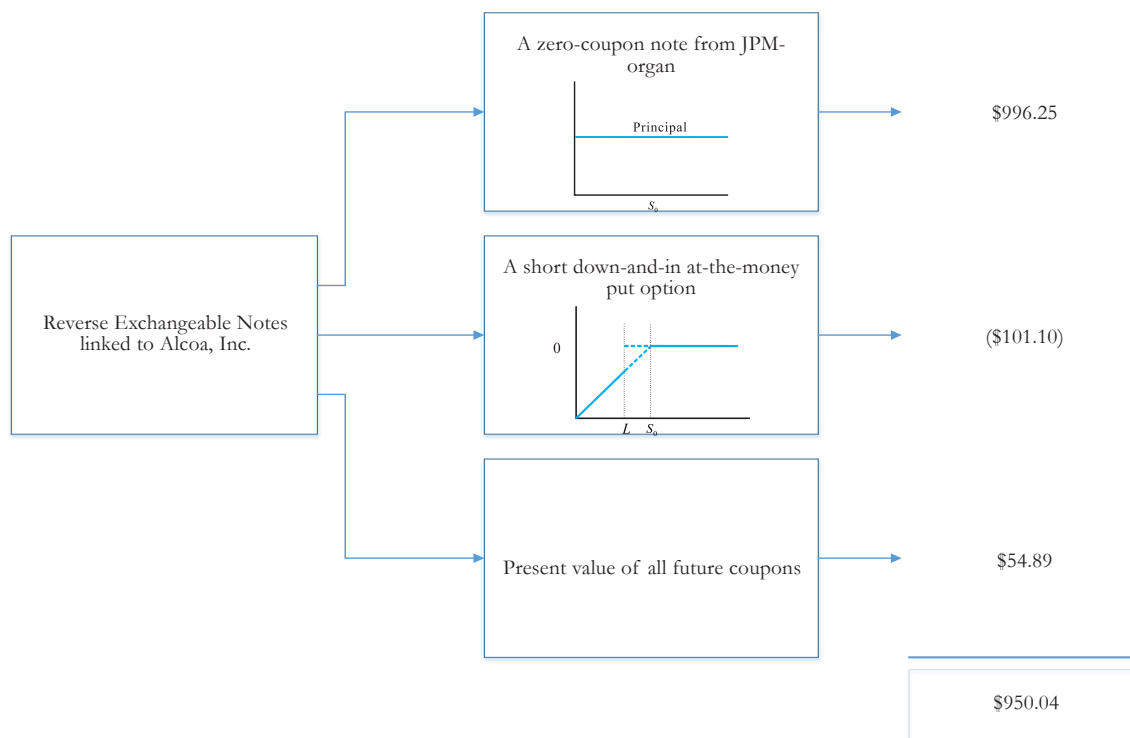 A zero-coupon note from JPM-
organ
Principal
S₀
$996.25
Reverse Exchangeable Notes
linked to Alcoa, Inc.
A short down-and-in at-the-money
put option
0
L S₀
($101.10)
Present value of all future coupons
$54.89
$950.04